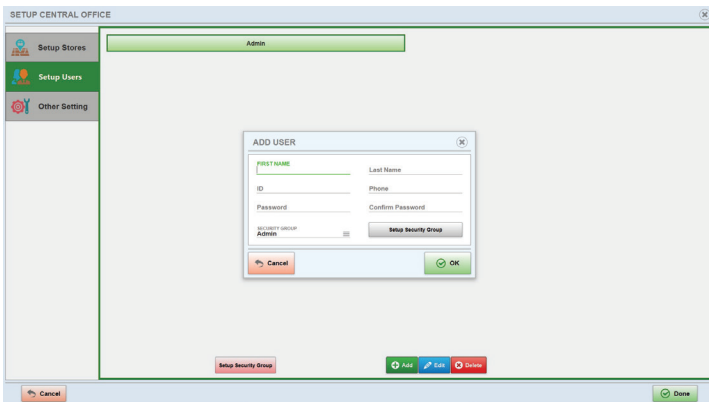 SETUP CENTRAL OFFICE
Setup Stores
Setup Users
Other Setting
Admin
ADD USER
FIRST NAME
Last Name
ID
Phone
Password
Confirm Password
SECURITY GROUP
Admin
Setup Security Group
Cancel
OK
Setup Security Group
Add
Edit
Delete
Cancel
Done